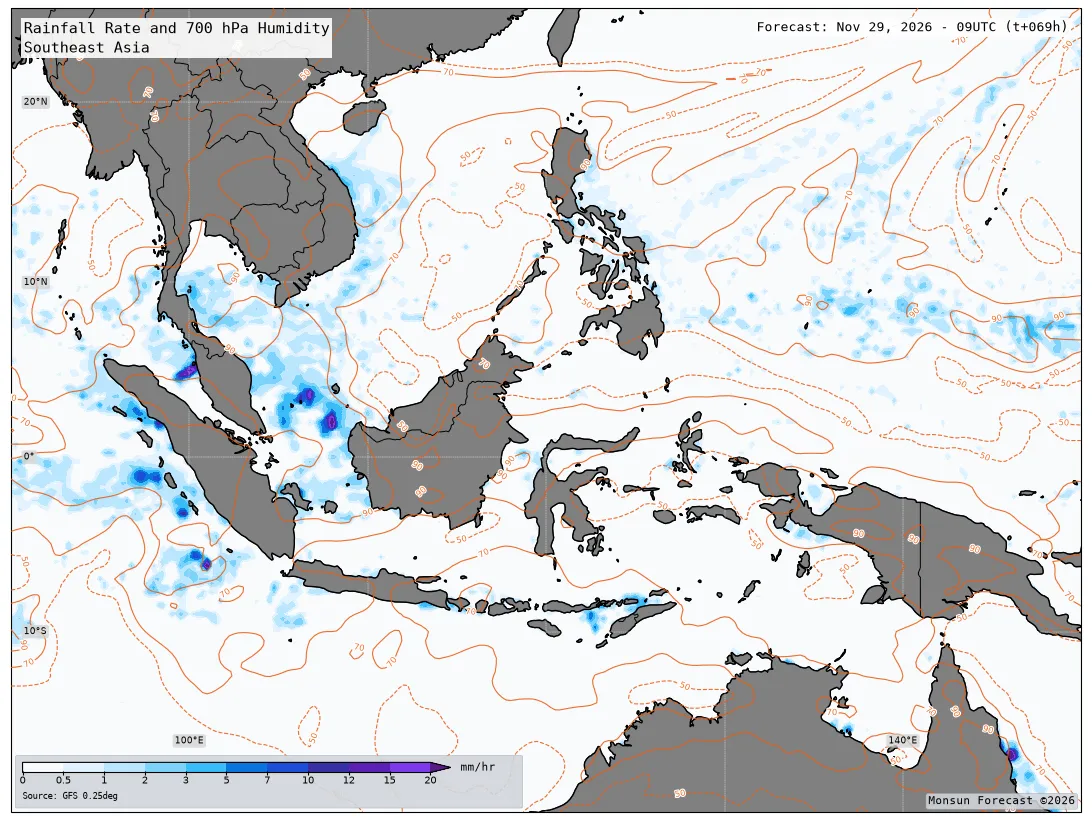 Rainfall Rate and 700 hPa Humidity
Southeast Asia
Forecast: Nov 29, 2026 - 09UTC (t+069h)
20°N
10°N
0°
10°S
100°E
140°E
0 0.5 1 2 3 5 7 10 12 15 20 mm/hr
Source: GFS 0.25deg
Monsun Forecast ©2026